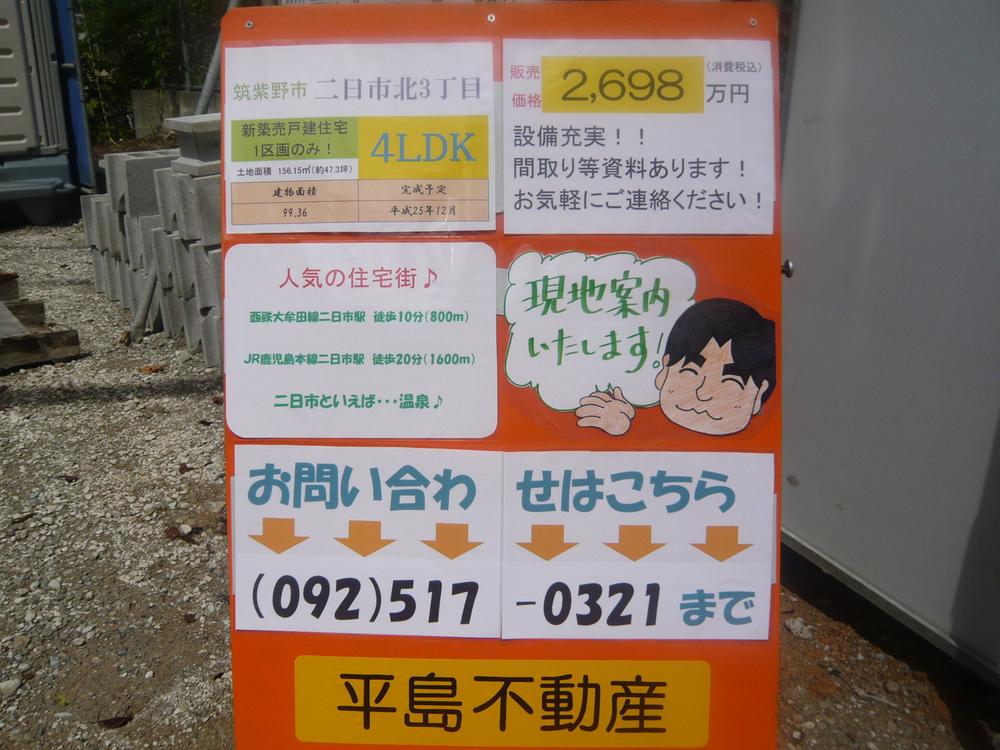 筑紫野市 二日市北3丁目
新築売戸建住宅
1区画のみ！
4LDK
土地面積 156.15㎡(約47.3坪)
建物面積 完成予定
99.36 平成25年12月
販売
価格
2,698
(消費税込)
万円
設備充実！！
間取り等資料あります！
お気軽にご連絡ください！
人気の住宅街♪
西鉄大牟田線二日市駅 徒歩10分(800m)
JR鹿児島本線二日市駅 徒歩20分(1600m)
二日市といえば･･･温泉♪
現地案内
いたします!
お問い合わせはこちら
(092)517-0321まで
平島不動産